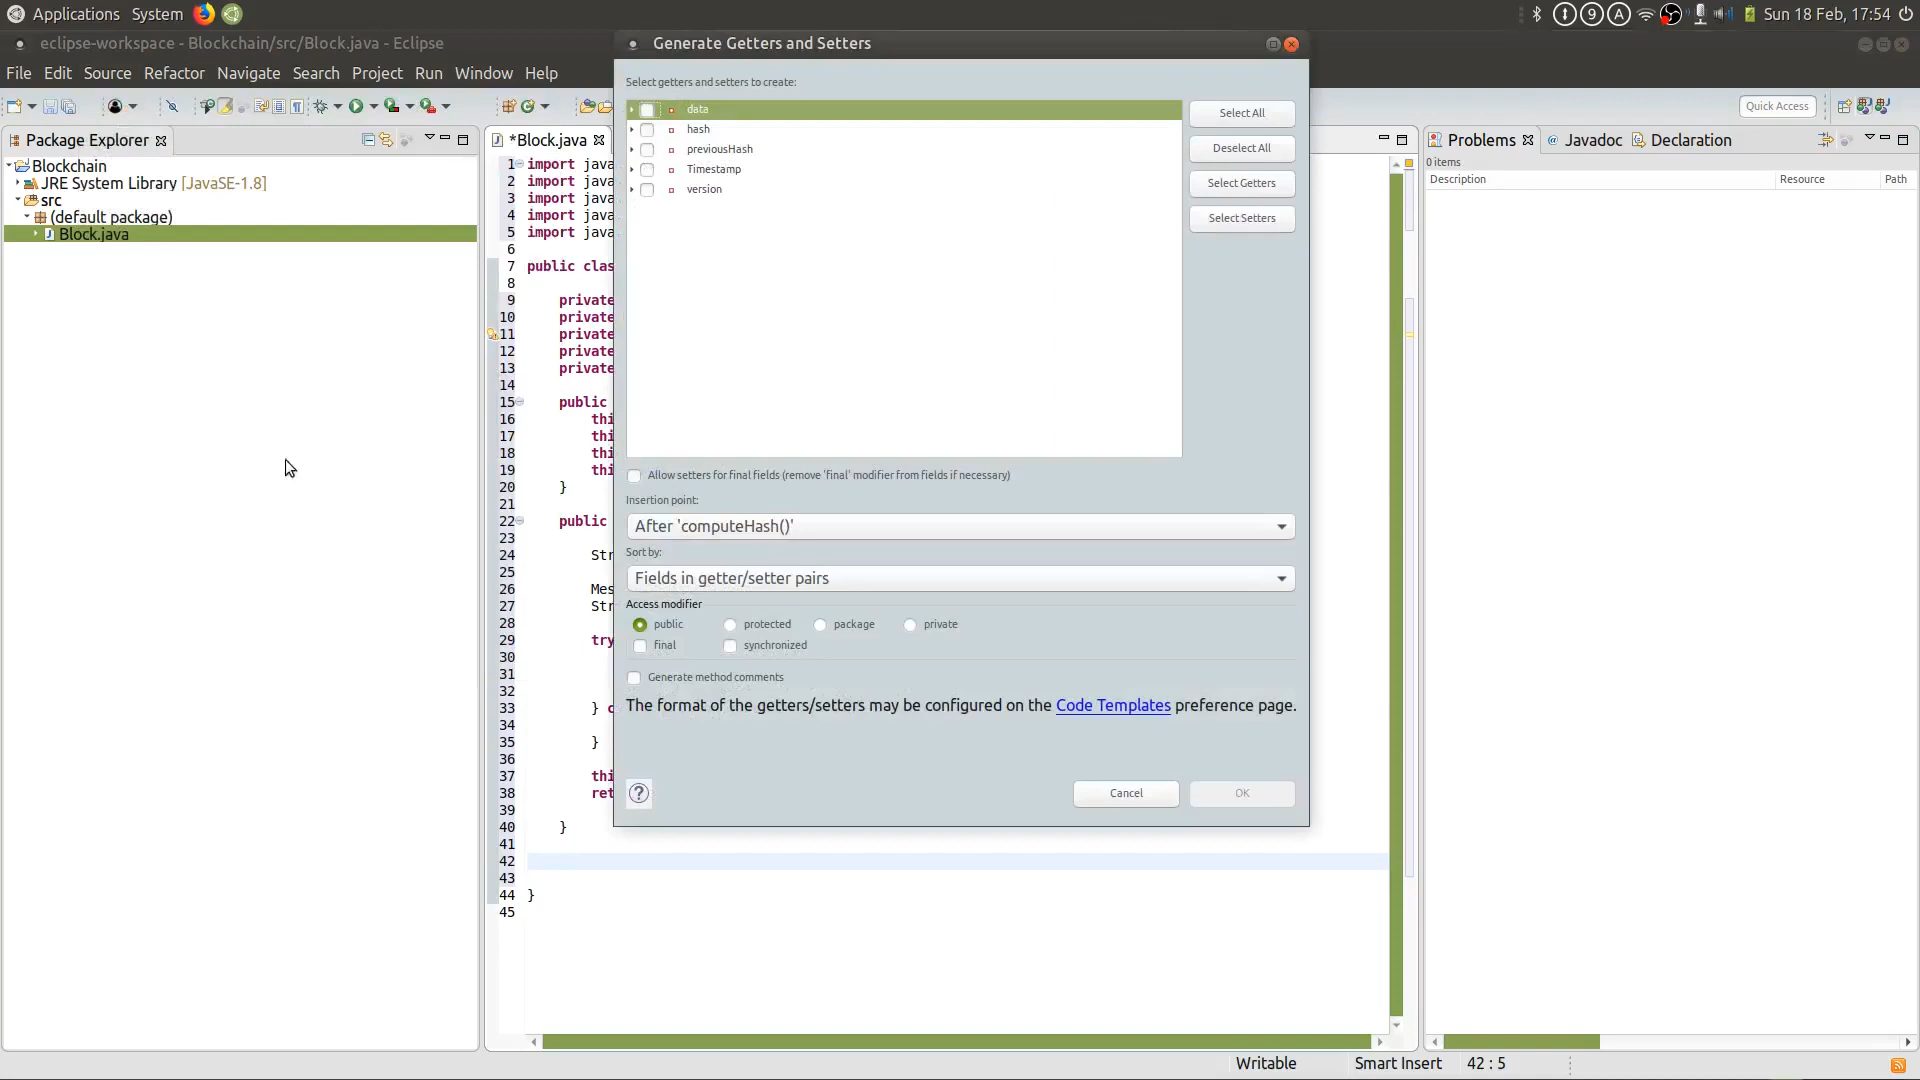 Applications System Sun 18 Feb, 17:54
eclipse-workspace - Blockchain/src/Block.java - Eclipse
Generate Getters and Setters
File Edit Source Refactor Navigate Search Project Run Window Help
Quick Access
Package Explorer
Blockchain
JRE System Library [JavaSE-1.8]
src
(default package)
Block.java
*Block.java
1 import java
2 import java
3 import java
4 import java
5 import java
6
7 public clas
8
9 private
10 private
11 private
12 private
13 private
14
15 public
16 thi
17 thi
18 thi
19 thi
20 }
21
22 public
23
24 Str
25
26 Mes
27 Str
28
29 try
30
31
32
33 } c
34
35 }
36
37 thi
38 ret
39
40 }
41
42
43
44 }
45
Select getters and setters to create:
data
hash
previousHash
Timestamp
version
Select All
Deselect All
Select Getters
Select Setters
Allow setters for final fields (remove 'final' modifier from fields if necessary)
Insertion point:
After 'computeHash()'
Sort by:
Fields in getter/setter pairs
Access modifier
public protected package private
final synchronized
Generate method comments
The format of the getters/setters may be configured on the Code Templates preference page.
Cancel OK
Problems Javadoc Declaration
0 items
Description Resource Path
Writable Smart Insert 42 : 5